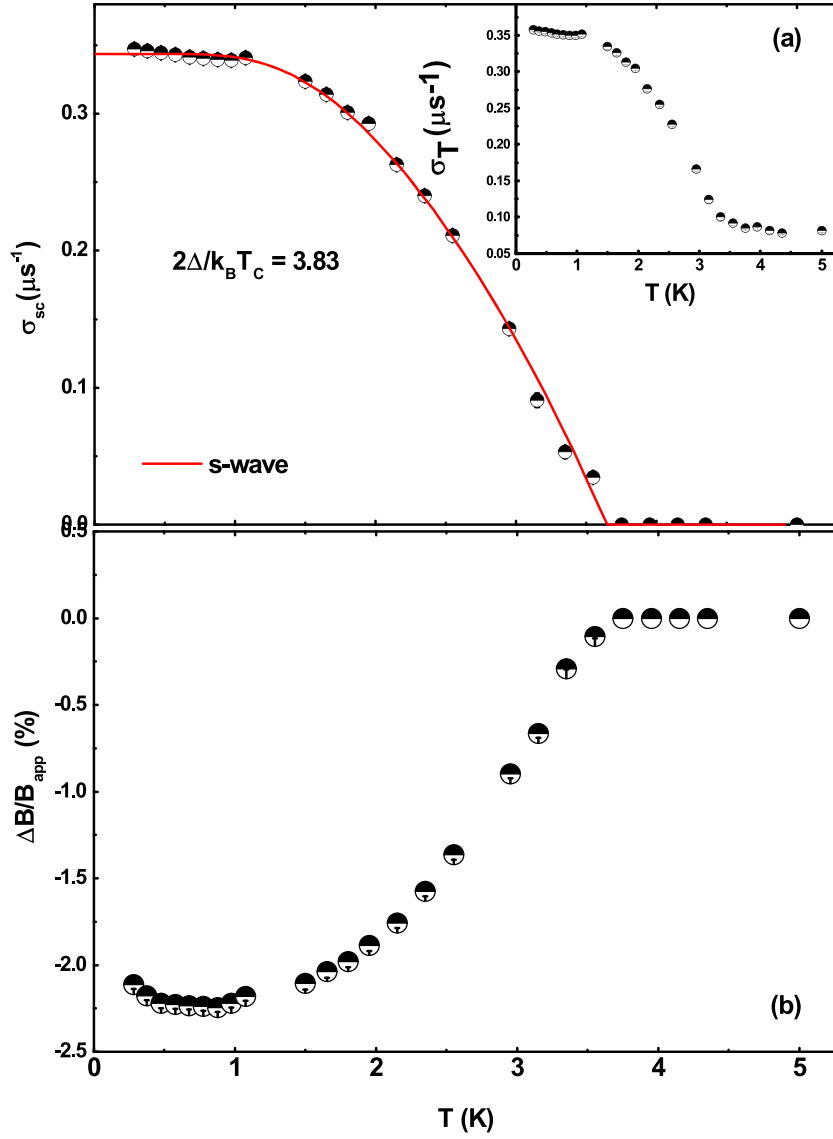 (a)
0.3
0.2
0.1
0.0
σsc(μs-1)
2Δ/kBTC = 3.83
s-wave
0.35
0.30
0.25
0.20
0.15
0.10
0.05
σT (μs-1)
0 1 2 3 4 5
T (K)
0.5
0.0
-0.5
-1.0
-1.5
-2.0
-2.5
ΔB/Bapp (%)
(b)
0 1 2 3 4 5
T (K)